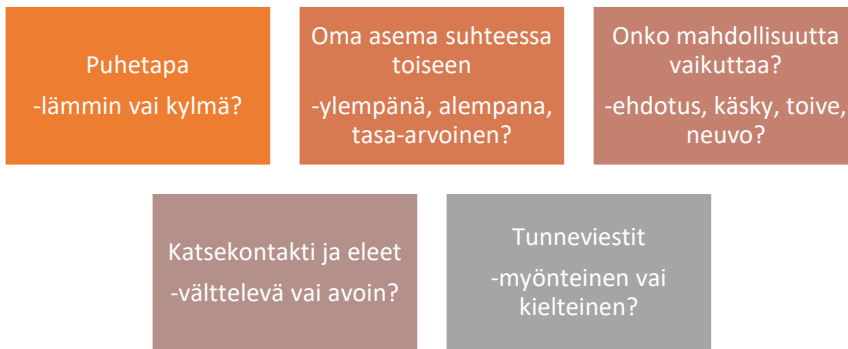 Puhetapa
-lämmin vai kylmä?
Oma asema suhteessa
toiseen
-ylempänä, alempana,
tasa-arvoinen?
Onko mahdollisuutta
vaikuttaa?
-ehdotus, käsky, toive,
neuvo?
Katsekontakti ja eleet
-välttelevä vai avoin?
Tunneviestit
-myönteinen vai
kielteinen?